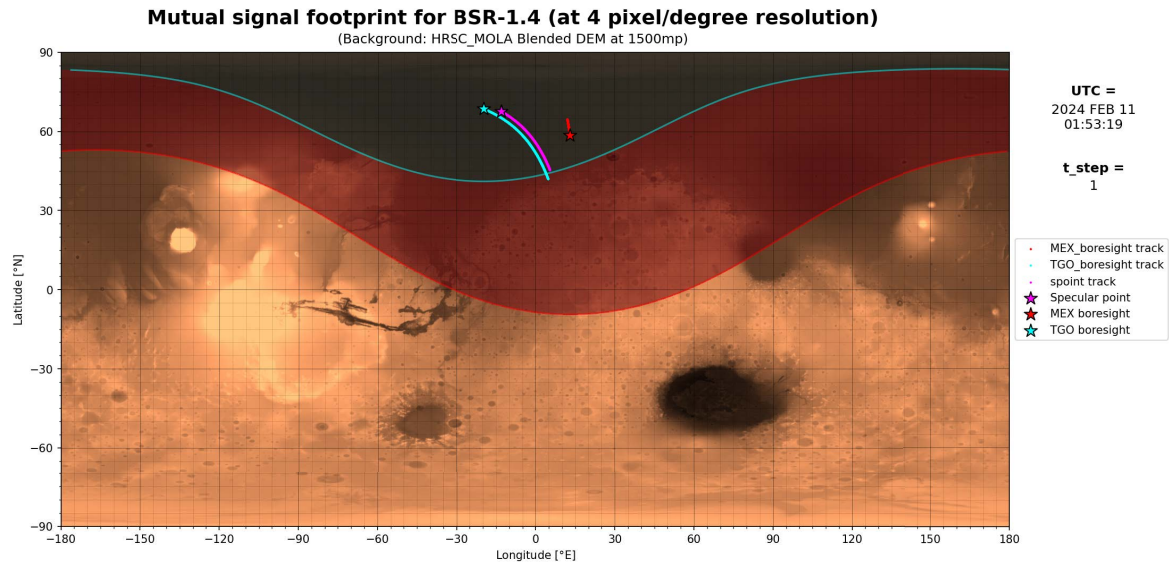 Mutual signal footprint for BSR-1.4 (at 4 pixel/degree resolution)
(Background: HRSC_MOLA Blended DEM at 1500mp)
90
60
30
0
−30
−60
−90
Latitude [°N]
−180
−150
−120
−90
−60
−30
0
30
60
90
120
150
180
Longitude [°E]
UTC =
2024 FEB 11
01:53:19
t_step =
1
MEX_boresight track
TGO_boresight track
spoint track
Specular point
MEX boresight
TGO boresight